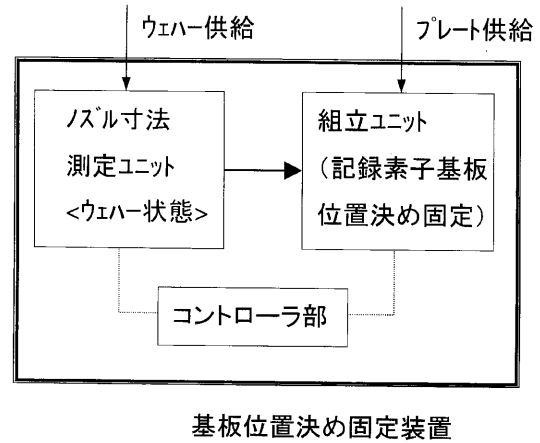 ウェハー供給
プレート供給
ノズル寸法
測定ユニット
<ウェハー状態>
組立ユニット
(記録素子基板
位置決め固定)
コントローラ部
基板位置決め固定装置